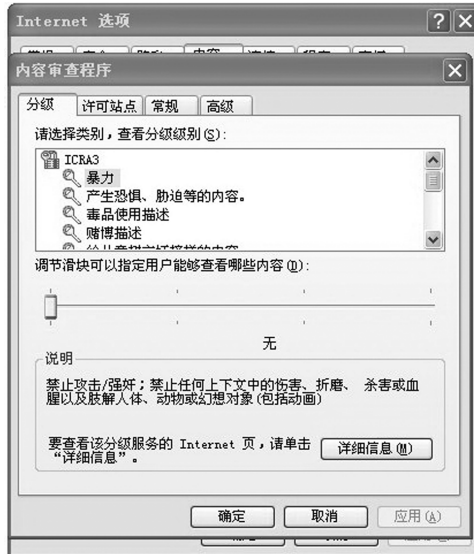 Internet 选项
内容审查程序
分级 许可站点 常规 高级
请选择类别，查看分级级别(S)：
ICRA3
暴力
产生恐惧、胁迫等的内容。
毒品使用描述
赌博描述
调节滑块可以指定用户能够查看哪些内容(D)：
无
说明
禁止攻击/强奸；禁止任何上下文中的伤害、折磨、 杀害或血
腥以及肢解人体、动物或幻想对象(包括动画)
要查看该分级服务的 Internet 页，请单击
“详细信息”。
详细信息(M)
确定 取消 应用(A)